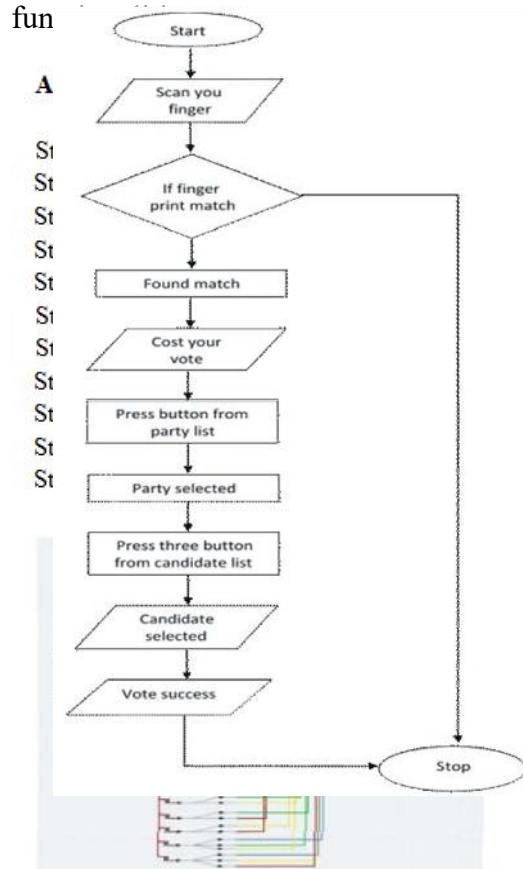 fun
Start
A
Scan you
finger
St
St
If finger
print match
St
St
St
Found match
St
Cost your
vote
St
St
Press button from
party list
St
St
Party selected
St
Press three button
from candidate list
Candidate
selected
Vote success
Stop